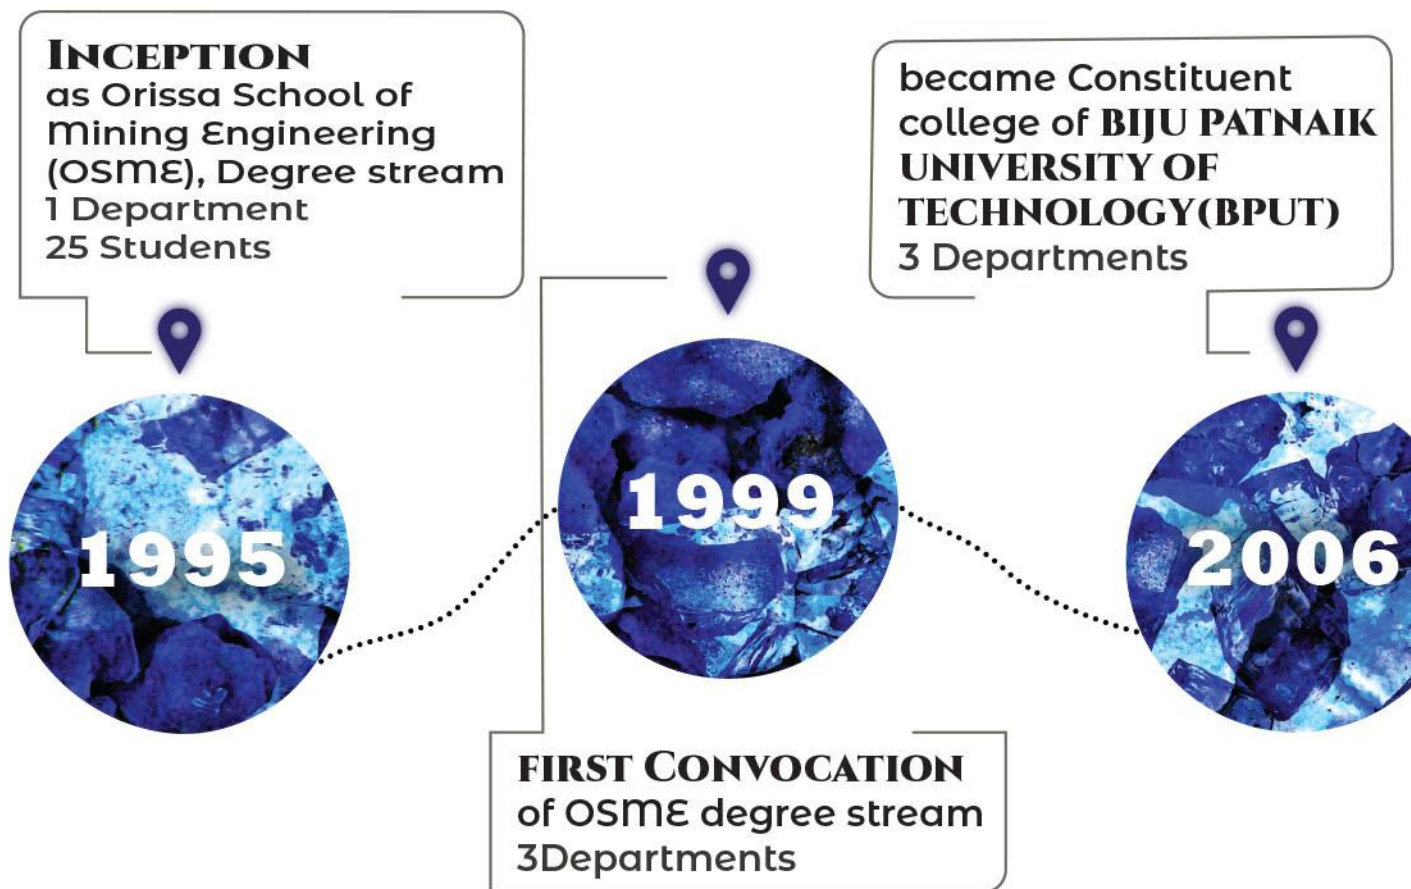 INCEPTION
as Orissa School of
Mining Engineering
(OSME), Degree stream
1 Department
25 Students
1995
1999
FIRST CONVOCATION
of OSME degree stream
3Departments
became Constituent
college of BIJU PATNAIK
UNIVERSITY OF
TECHNOLOGY(BPUT)
3 Departments
2006